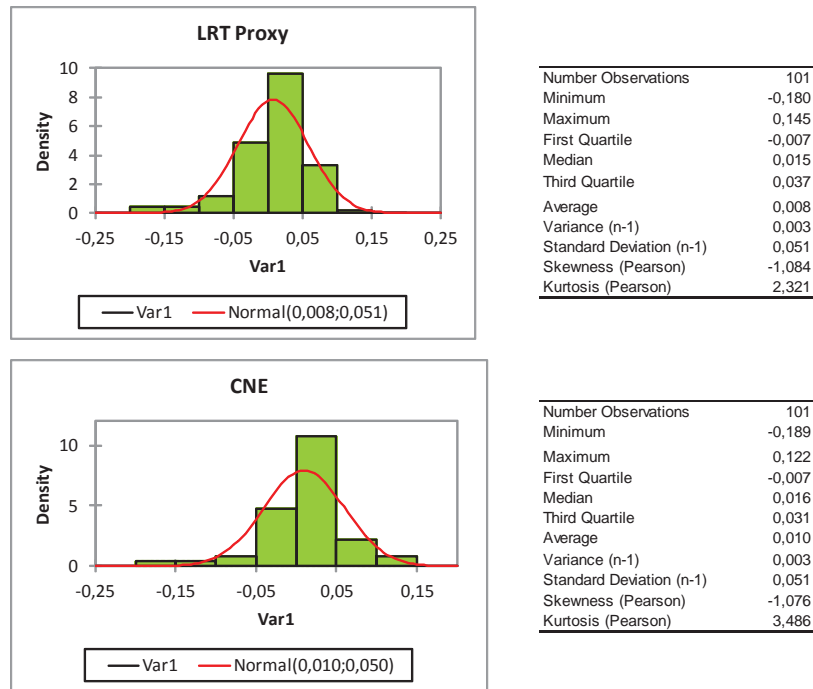 LRT Proxy
10
8
6
4
2
0
Density
-0,25 -0,15 -0,05 0,05 0,15 0,25
Var1
Var1 Normal(0,008;0,051)
Number Observations 101
Minimum -0,180
Maximum 0,145
First Quartile -0,007
Median 0,015
Third Quartile 0,037
Average 0,008
Variance (n-1) 0,003
Standard Deviation (n-1) 0,051
Skewness (Pearson) -1,084
Kurtosis (Pearson) 2,321
CNE
10
5
0
Density
-0,25 -0,15 -0,05 0,05 0,15
Var1
Var1 Normal(0,010;0,050)
Number Observations 101
Minimum -0,189
Maximum 0,122
First Quartile -0,007
Median 0,016
Third Quartile 0,031
Average 0,010
Variance (n-1) 0,003
Standard Deviation (n-1) 0,051
Skewness (Pearson) -1,076
Kurtosis (Pearson) 3,486